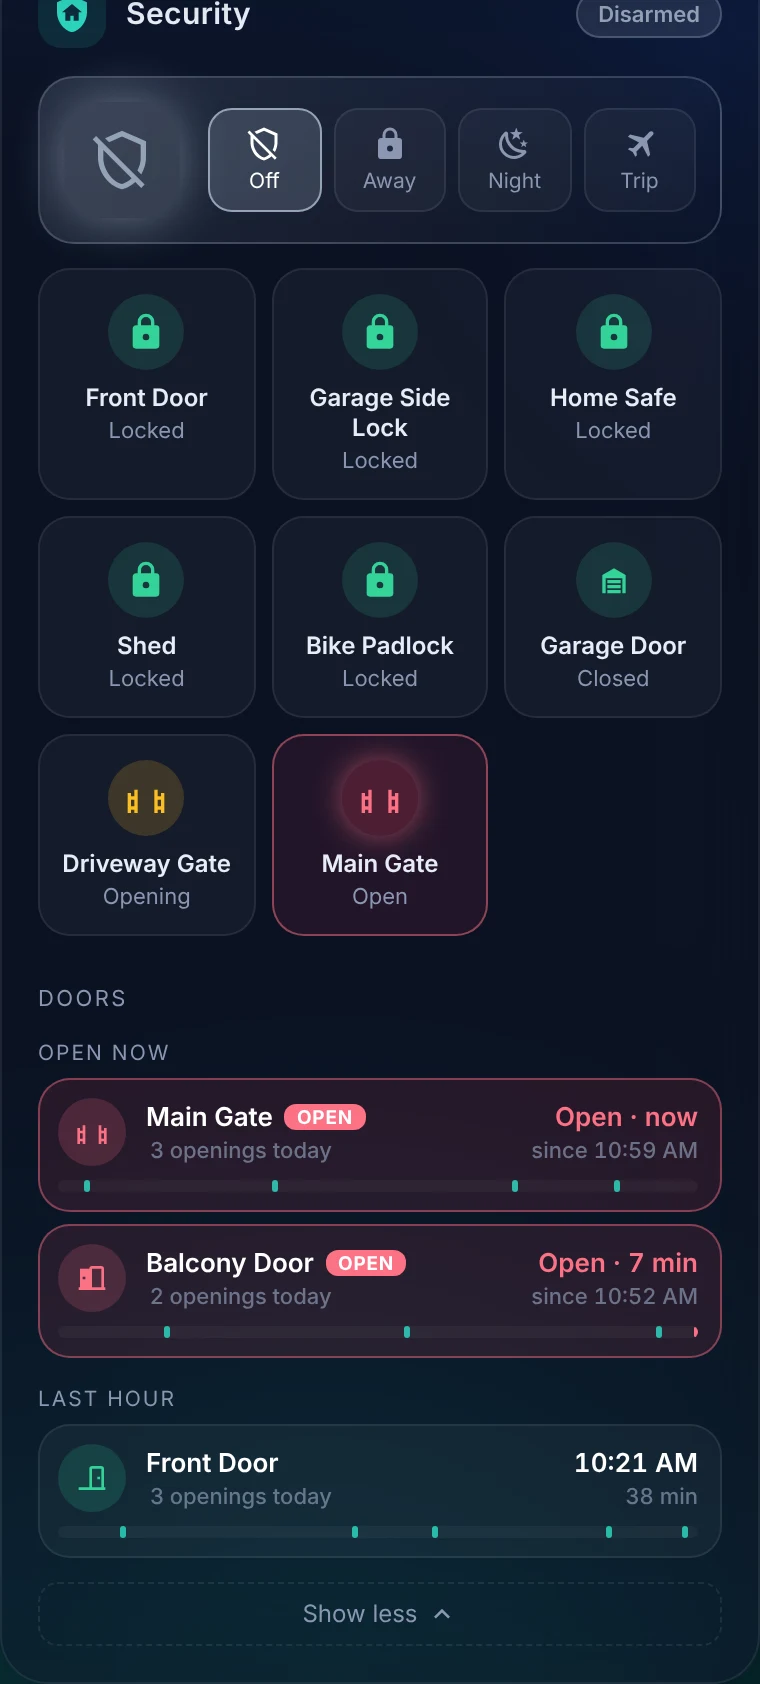 Security
Disarmed
Off
Away
Night
Trip
Front Door
Locked
Garage Side
Lock
Locked
Home Safe
Locked
Shed
Locked
Bike Padlock
Locked
Garage Door
Closed
Driveway Gate
Opening
Main Gate
Open
DOORS
OPEN NOW
Main Gate OPEN
Open · now
3 openings today
since 10:59 AM
Balcony Door OPEN
Open · 7 min
2 openings today
since 10:52 AM
LAST HOUR
Front Door
10:21 AM
3 openings today
38 min
Show less